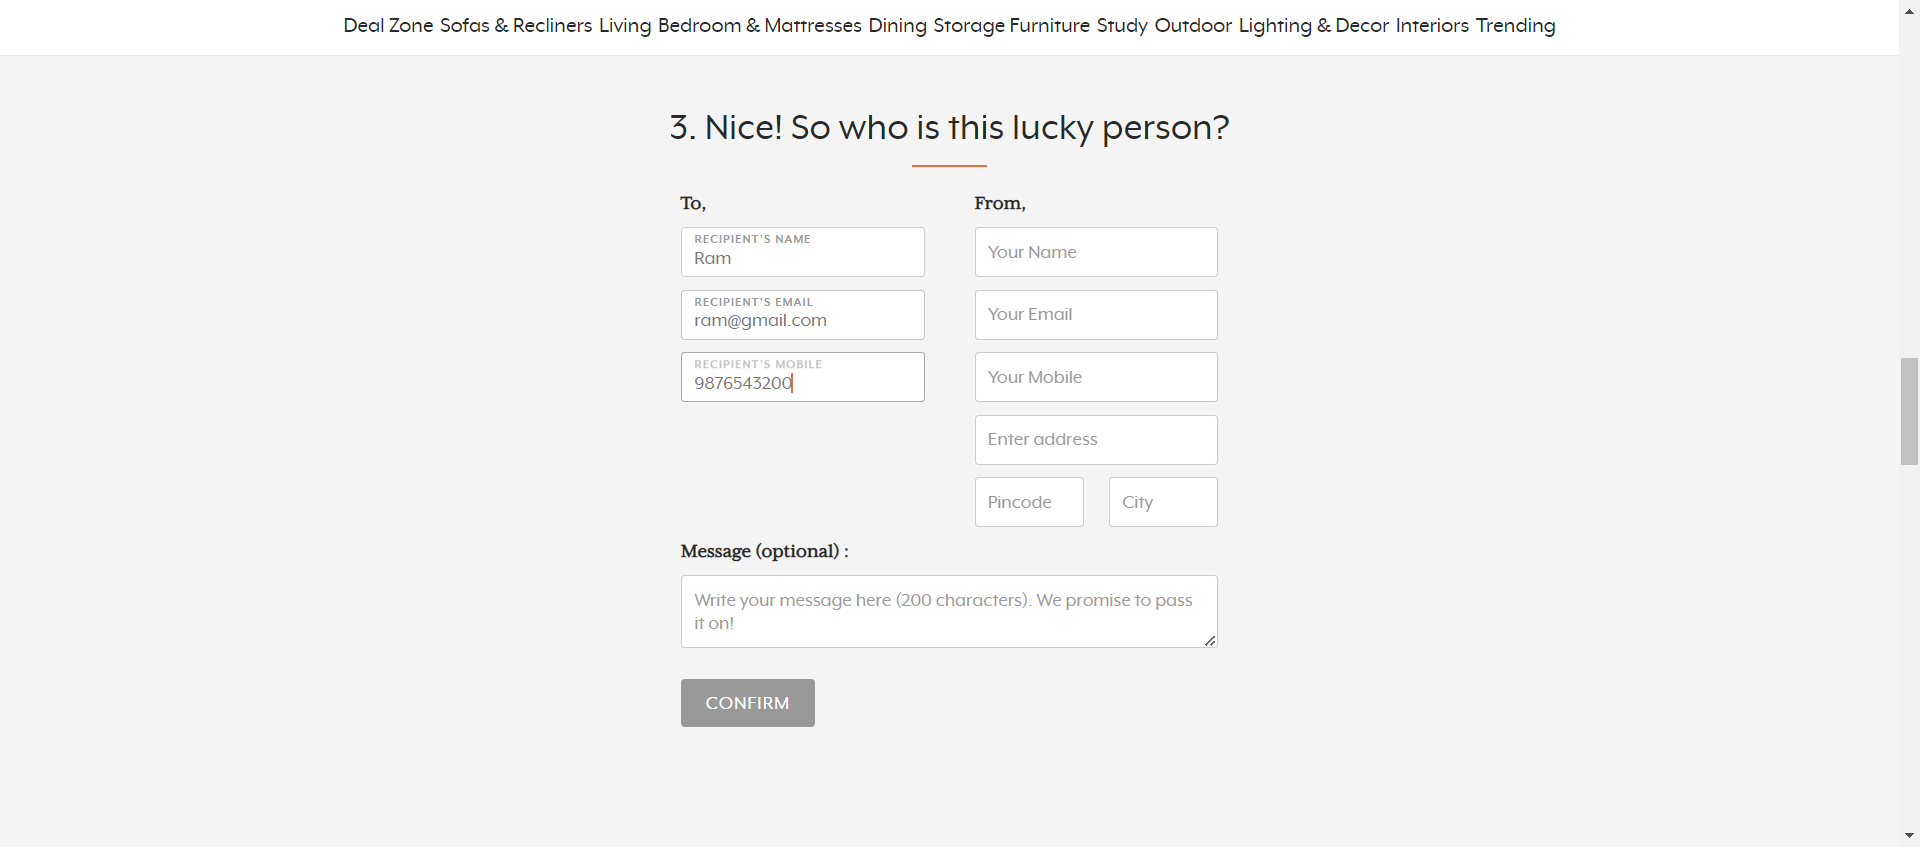 Deal Zone Sofas & Recliners Living Bedroom & Mattresses Dining Storage Furniture Study Outdoor Lighting & Decor Interiors Trending
3. Nice! So who is this lucky person?
To,
RECIPIENT'S NAME
Ram
RECIPIENT'S EMAIL
ram@gmail.com
RECIPIENT'S MOBILE
9876543200
From,
Your Name
Your Email
Your Mobile
Enter address
Pincode City
Message (optional) :
Write your message here (200 characters). We promise to pass
it on!
CONFIRM